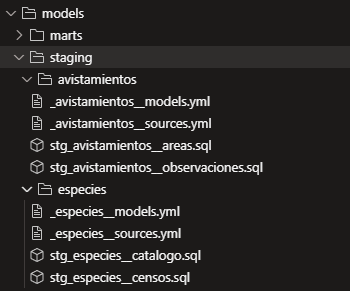 models
marts
staging
avistamientos
_avistamientos__models.yml
_avistamientos__sources.yml
stg_avistamientos__areas.sql
stg_avistamientos__observaciones.sql
especies
_especies__models.yml
_especies__sources.yml
stg_especies__catalogo.sql
stg_especies__censos.sql